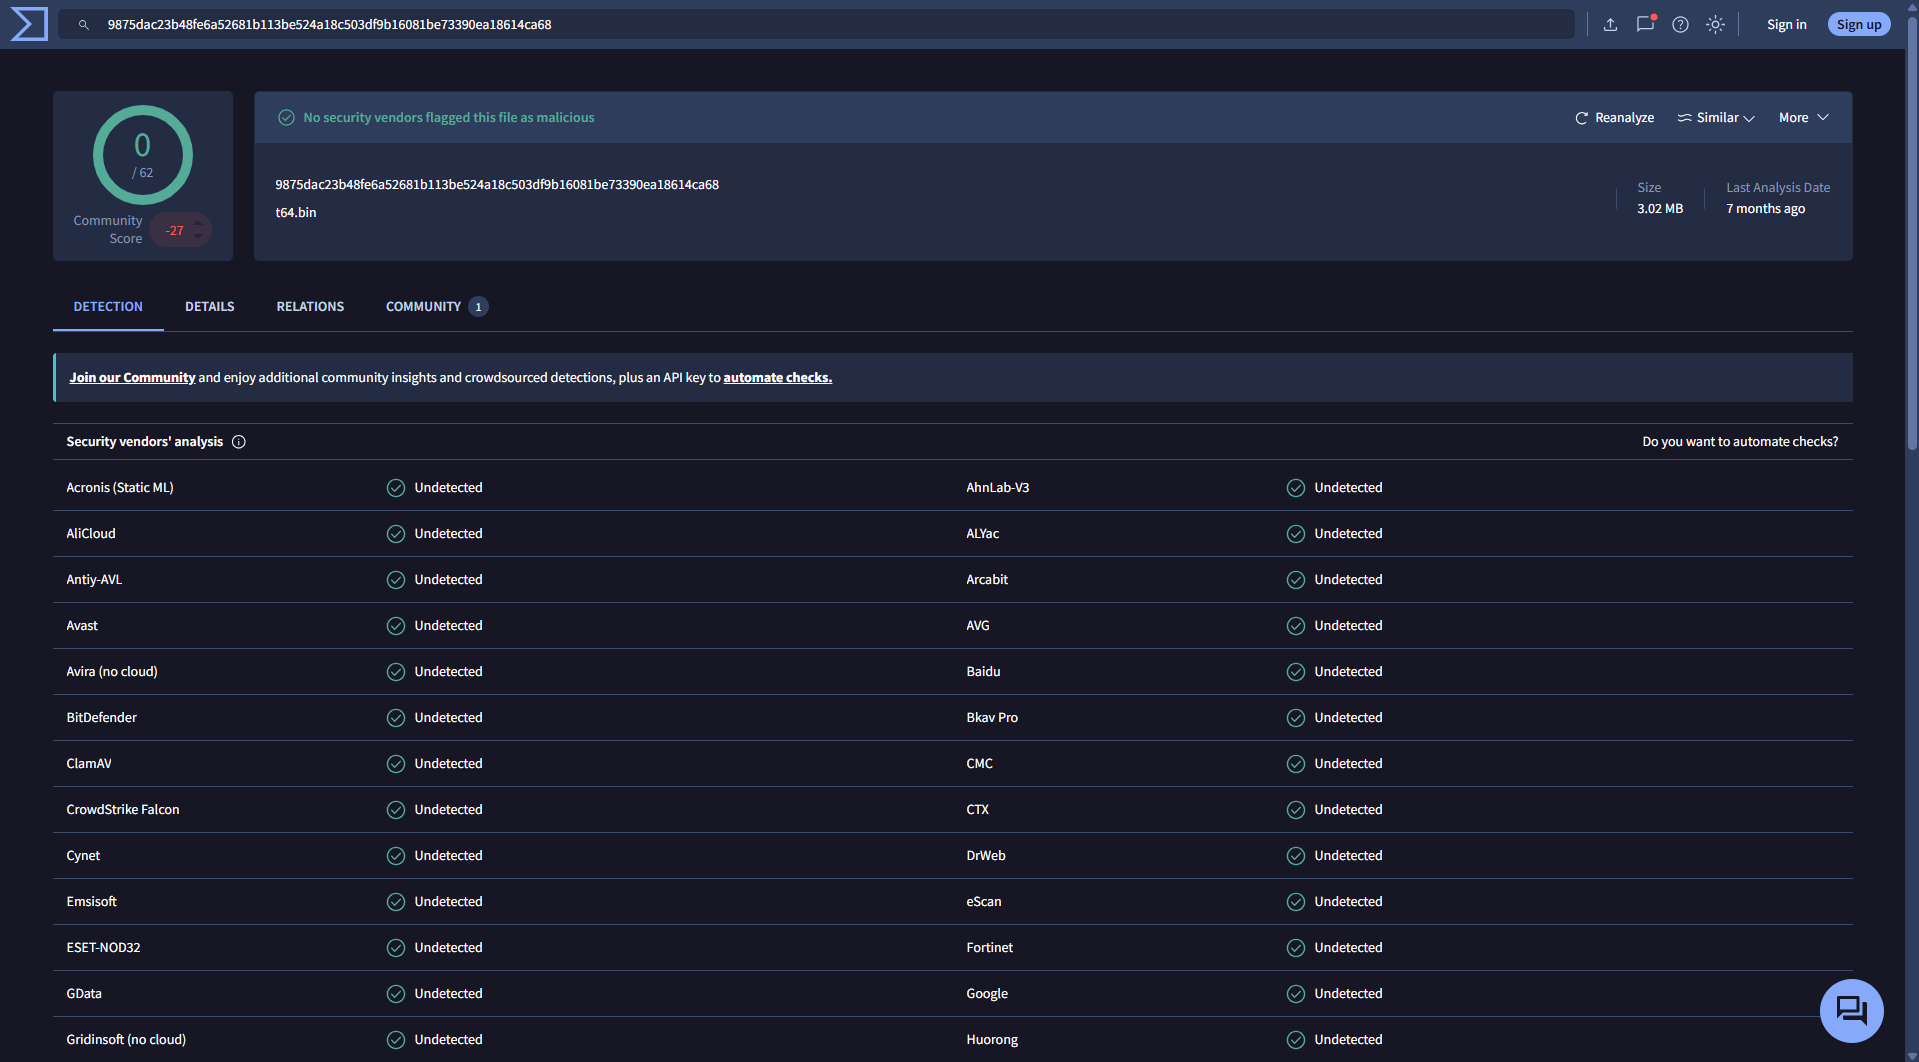 9875dac23b48fe6a52681b113be524a18c503df9b16081be73390ea18614ca68
Sign in
Sign up
0
/ 62
Community
Score
-27
No security vendors flagged this file as malicious
Reanalyze
Similar
More
9875dac23b48fe6a52681b113be524a18c503df9b16081be73390ea18614ca68
t64.bin
Size
3.02 MB
Last Analysis Date
7 months ago
DETECTION
DETAILS
RELATIONS
COMMUNITY 1
Join our Community and enjoy additional community insights and crowdsourced detections, plus an API key to automate checks.
Security vendors' analysis
Do you want to automate checks?
Acronis (Static ML) Undetected AhnLab-V3 Undetected
AliCloud Undetected ALYac Undetected
Antiy-AVL Undetected Arcabit Undetected
Avast Undetected AVG Undetected
Avira (no cloud) Undetected Baidu Undetected
BitDefender Undetected Bkav Pro Undetected
ClamAV Undetected CMC Undetected
CrowdStrike Falcon Undetected CTX Undetected
Cynet Undetected DrWeb Undetected
Emsisoft Undetected eScan Undetected
ESET-NOD32 Undetected Fortinet Undetected
GData Undetected Google Undetected
Gridinsoft (no cloud) Undetected Huorong Undetected